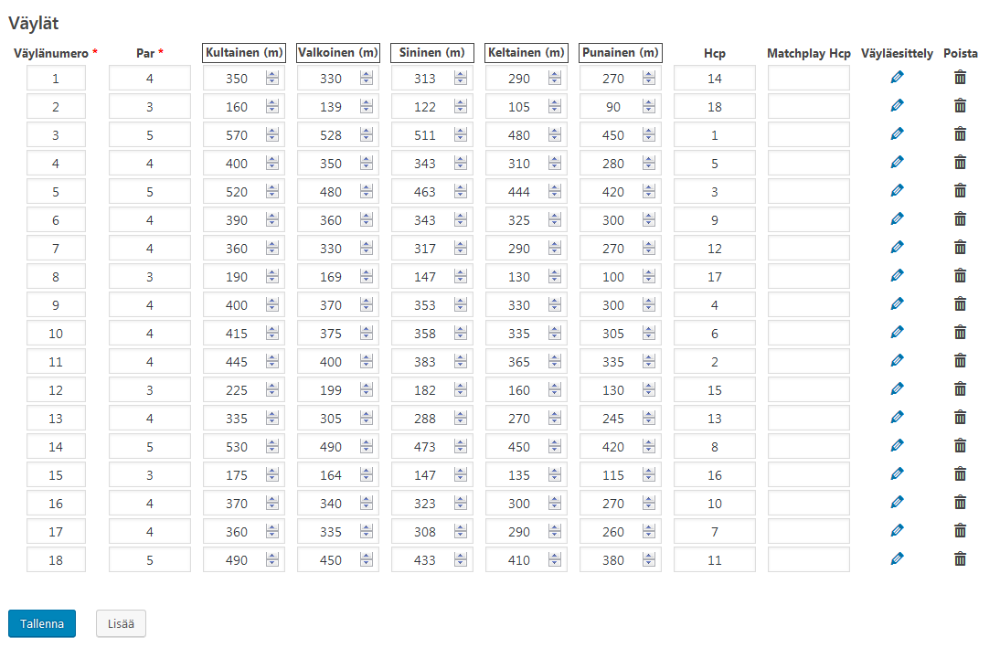 Väylät
Väylänumero * Par * Kultainen (m) Valkoinen (m) Sininen (m) Keltainen (m) Punainen (m) Hcp Matchplay Hcp Väyläesittely Poista
1 4 350 330 313 290 270 14
2 3 160 139 122 105 90 18
3 5 570 528 511 480 450 1
4 4 400 350 343 310 280 5
5 5 520 480 463 444 420 3
6 4 390 360 343 325 300 9
7 4 360 330 317 290 270 12
8 3 190 169 147 130 100 17
9 4 400 370 353 330 300 4
10 4 415 375 358 335 305 6
11 4 445 400 383 365 335 2
12 3 225 199 182 160 130 15
13 4 335 305 288 270 245 13
14 5 530 490 473 450 420 8
15 3 175 164 147 135 115 16
16 4 370 340 323 300 270 10
17 4 360 335 308 290 260 7
18 5 490 450 433 410 380 11
Tallenna Lisää